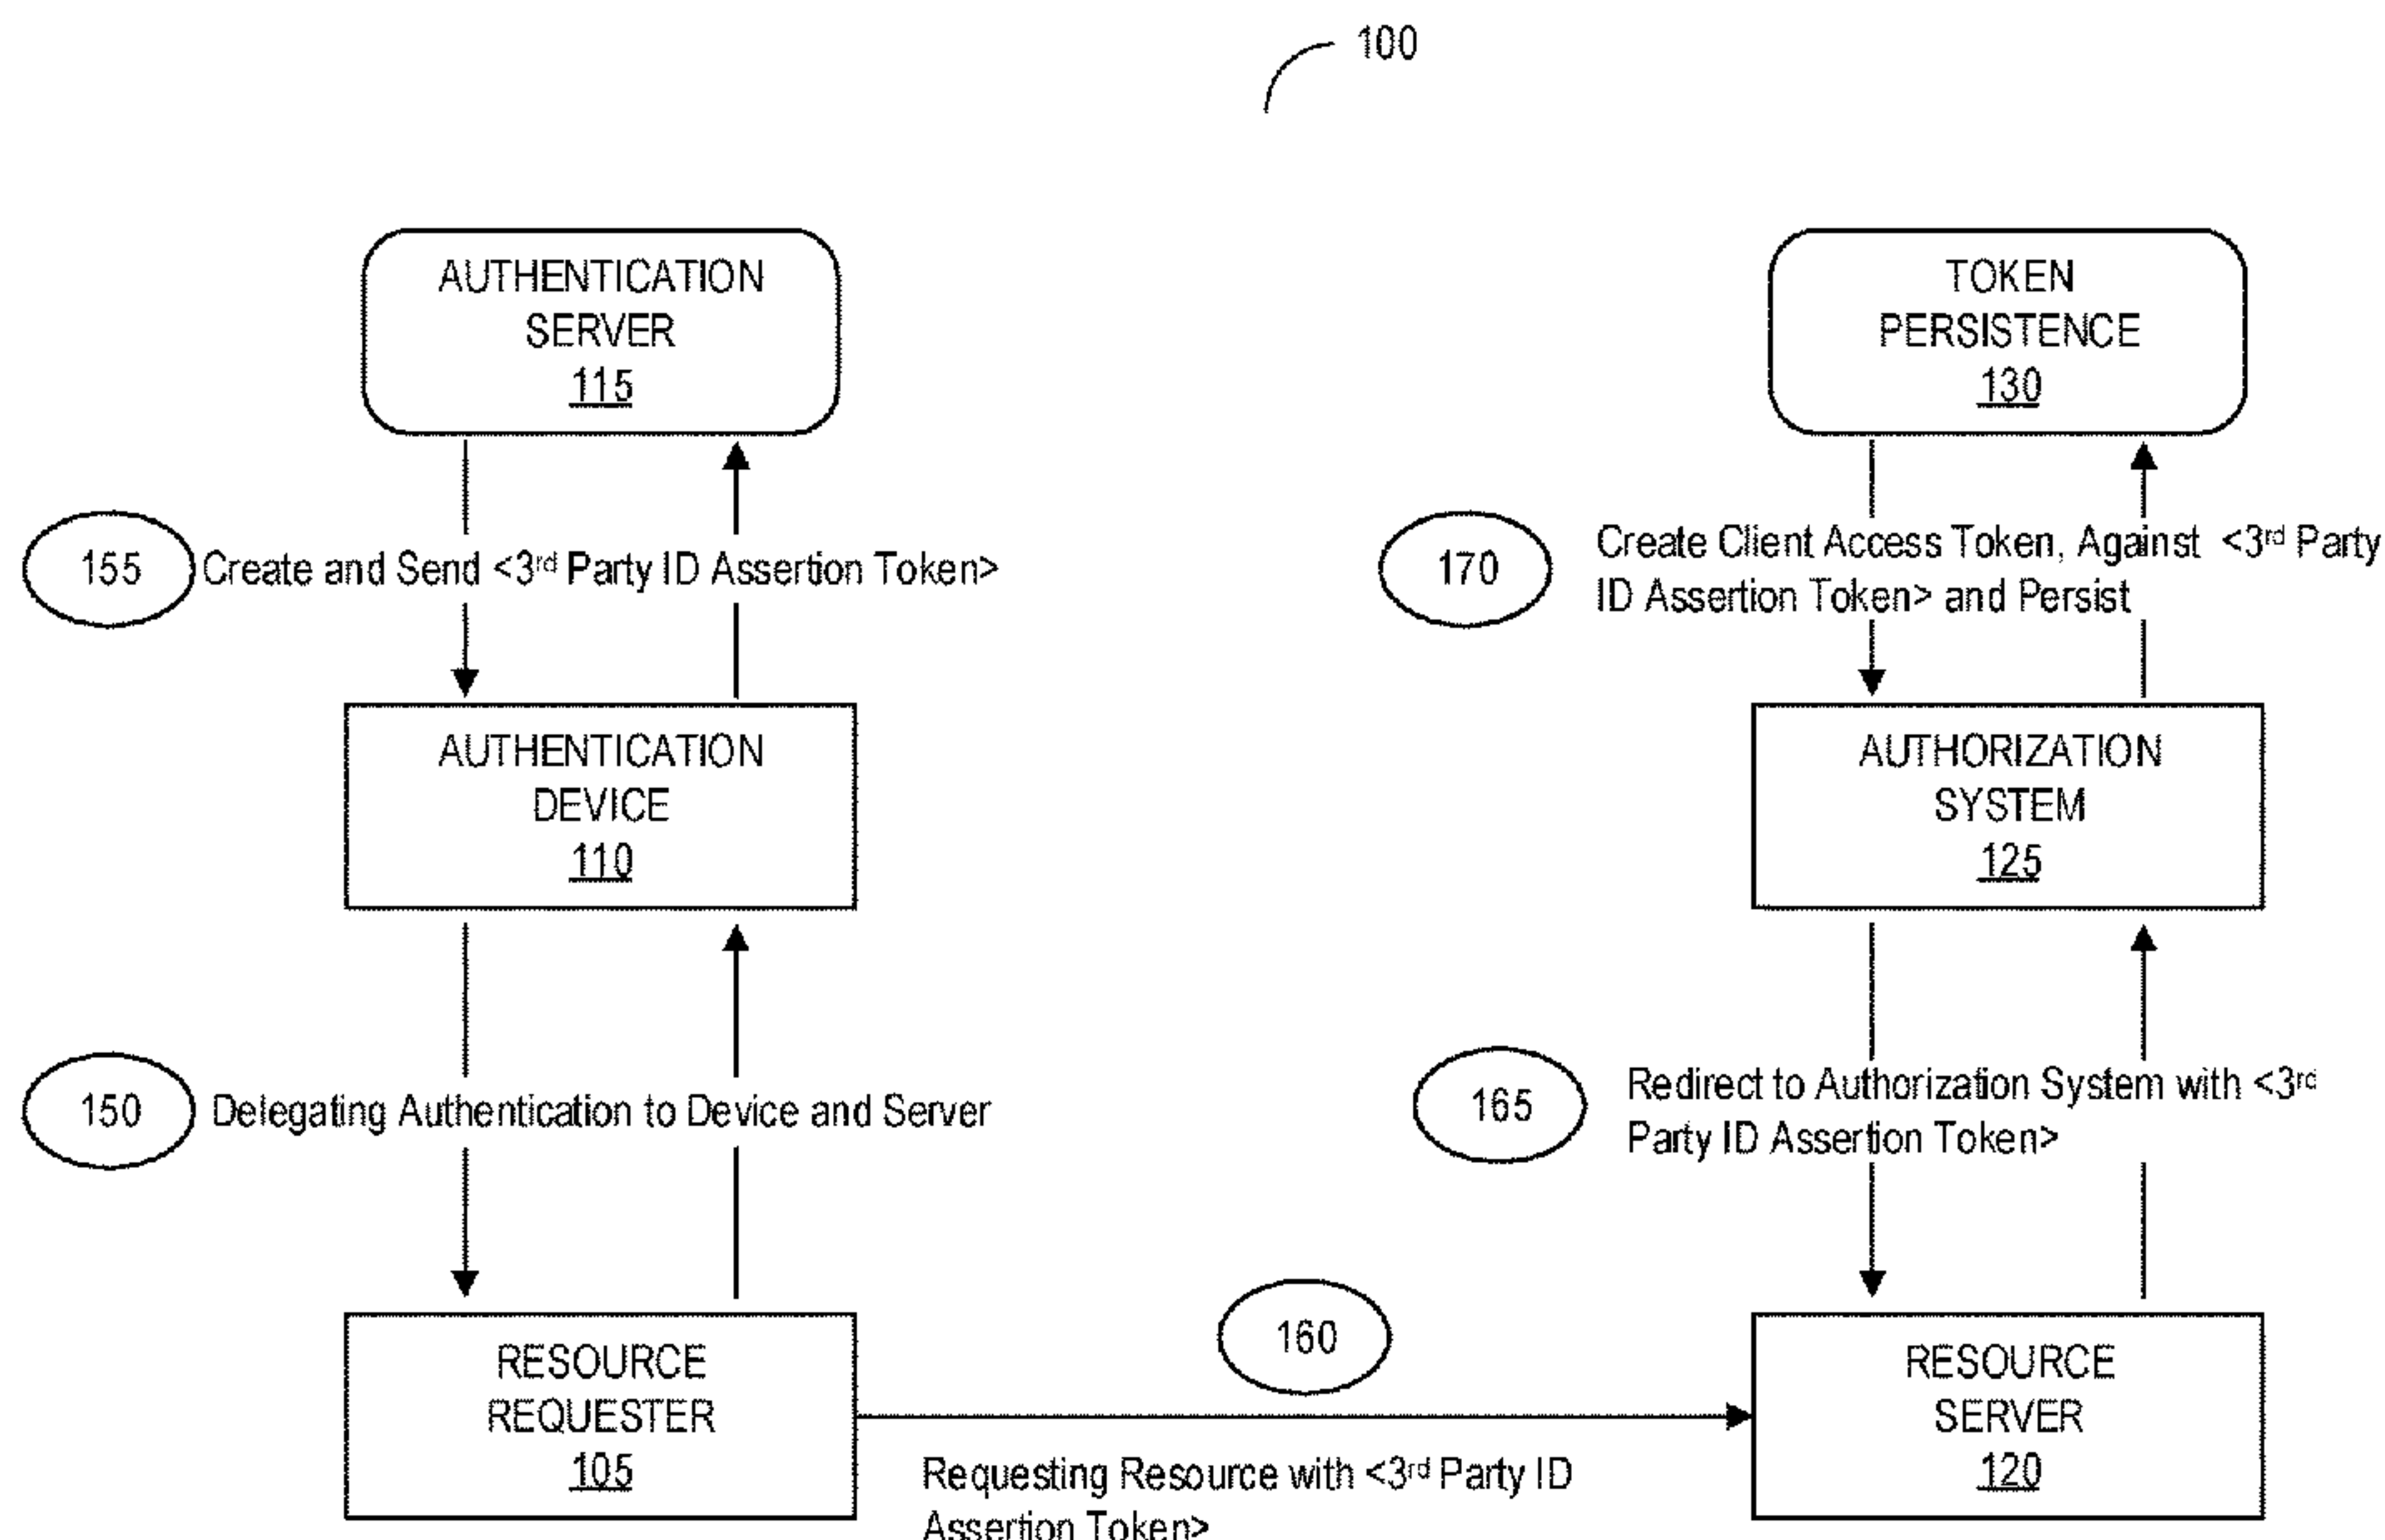 100
AUTHENTICATION
SERVER
115
TOKEN
PERSISTENCE
130
155
Create and Send <3rd Party ID Assertion Token>
170
Create Client Access Token, Against <3rd Party
ID Assertion Token> and Persist
AUTHENTICATION
DEVICE
110
AUTHORIZATION
SYSTEM
125
150
Delegating Authentication to Device and Server
165
Redirect to Authorization System with <3rd
Party ID Assertion Token>
RESOURCE
REQUESTER
105
160
Requesting Resource with <3rd Party ID
Assertion Token>
RESOURCE
SERVER
120